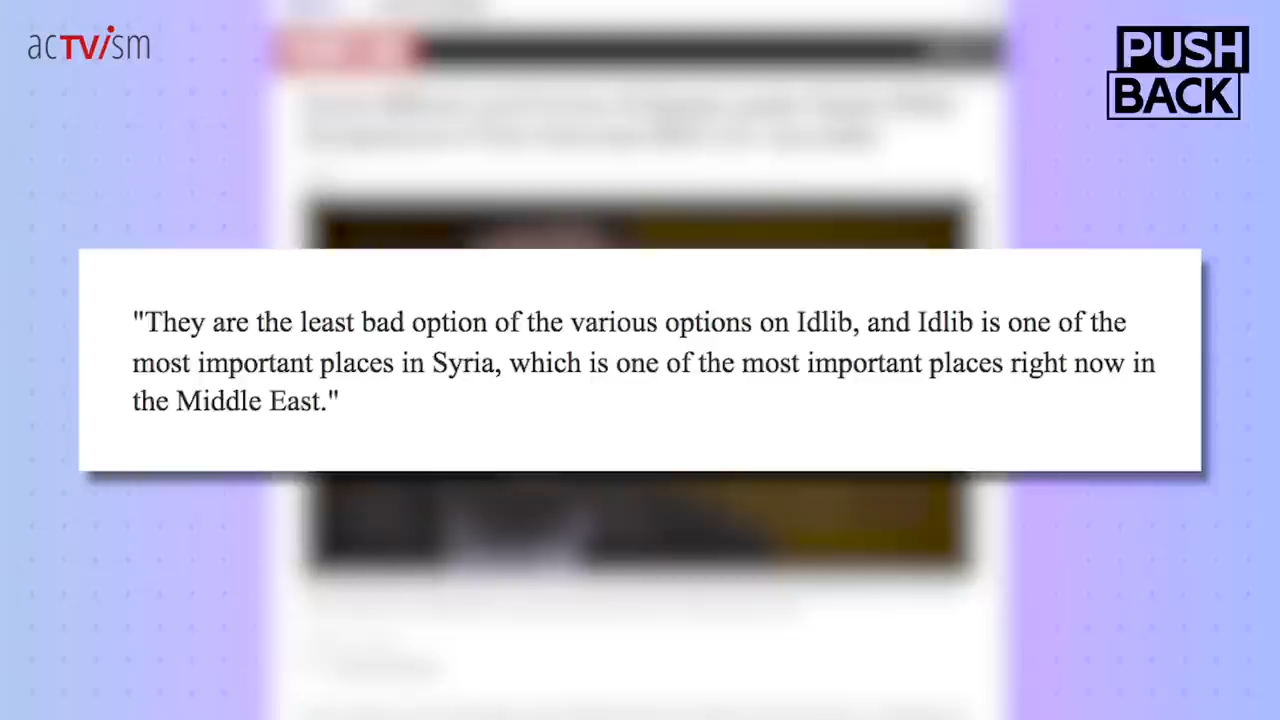 acTVism
PUSH
BACK
"They are the least bad option of the various options on Idlib, and Idlib is one of the
most important places in Syria, which is one of the most important places right now in
the Middle East."